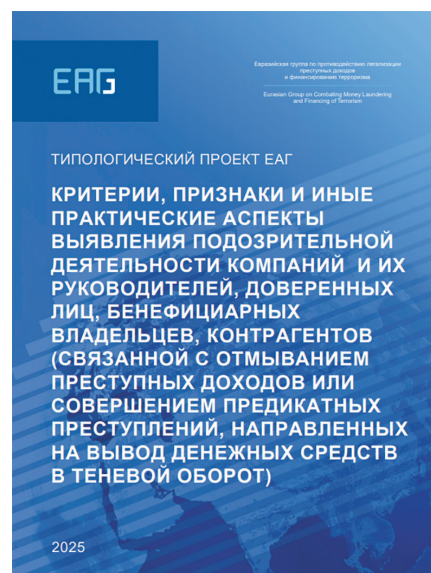 EAG
Евразийская группа по противодействию легализации
преступных доходов
и финансированию терроризма
Eurasian Group on Combating Money Laundering
and Financing of Terrorism
ТИПОЛОГИЧЕСКИЙ ПРОЕКТ ЕАГ
КРИТЕРИИ, ПРИЗНАКИ И ИНЫЕ
ПРАКТИЧЕСКИЕ АСПЕКТЫ
ВЫЯВЛЕНИЯ ПОДОЗРИТЕЛЬНОЙ
ДЕЯТЕЛЬНОСТИ КОМПАНИЙ И ИХ
РУКОВОДИТЕЛЕЙ, ДОВЕРЕННЫХ
ЛИЦ, БЕНЕФИЦИАРНЫХ
ВЛАДЕЛЬЦЕВ, КОНТРАГЕНТОВ
(СВЯЗАННОЙ С ОТМЫВАНИЕМ
ПРЕСТУПНЫХ ДОХОДОВ ИЛИ
СОВЕРШЕНИЕМ ПРЕДИКАТНЫХ
ПРЕСТУПЛЕНИЙ, НАПРАВЛЕННЫХ
НА ВЫВОД ДЕНЕЖНЫХ СРЕДСТВ
В ТЕНЕВОЙ ОБОРОТ)
2025